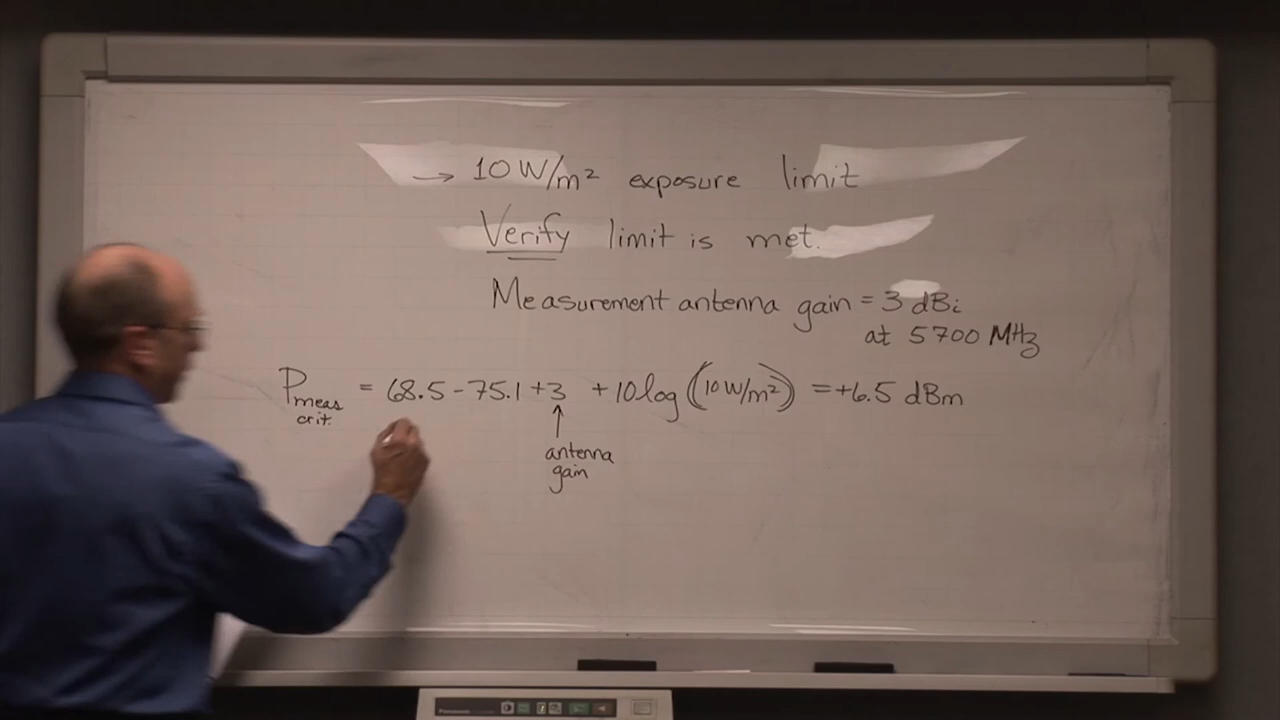 → 10 W/m² exposure limit
Verify limit is met.
Measurement antenna gain = 3 dBi
at 5700 MHz
Pmeas crit. = 68.5 - 75.1 + 3 + 10 log (10 W/m²) = +6.5 dBm
↑
antenna
gain
Panasonic